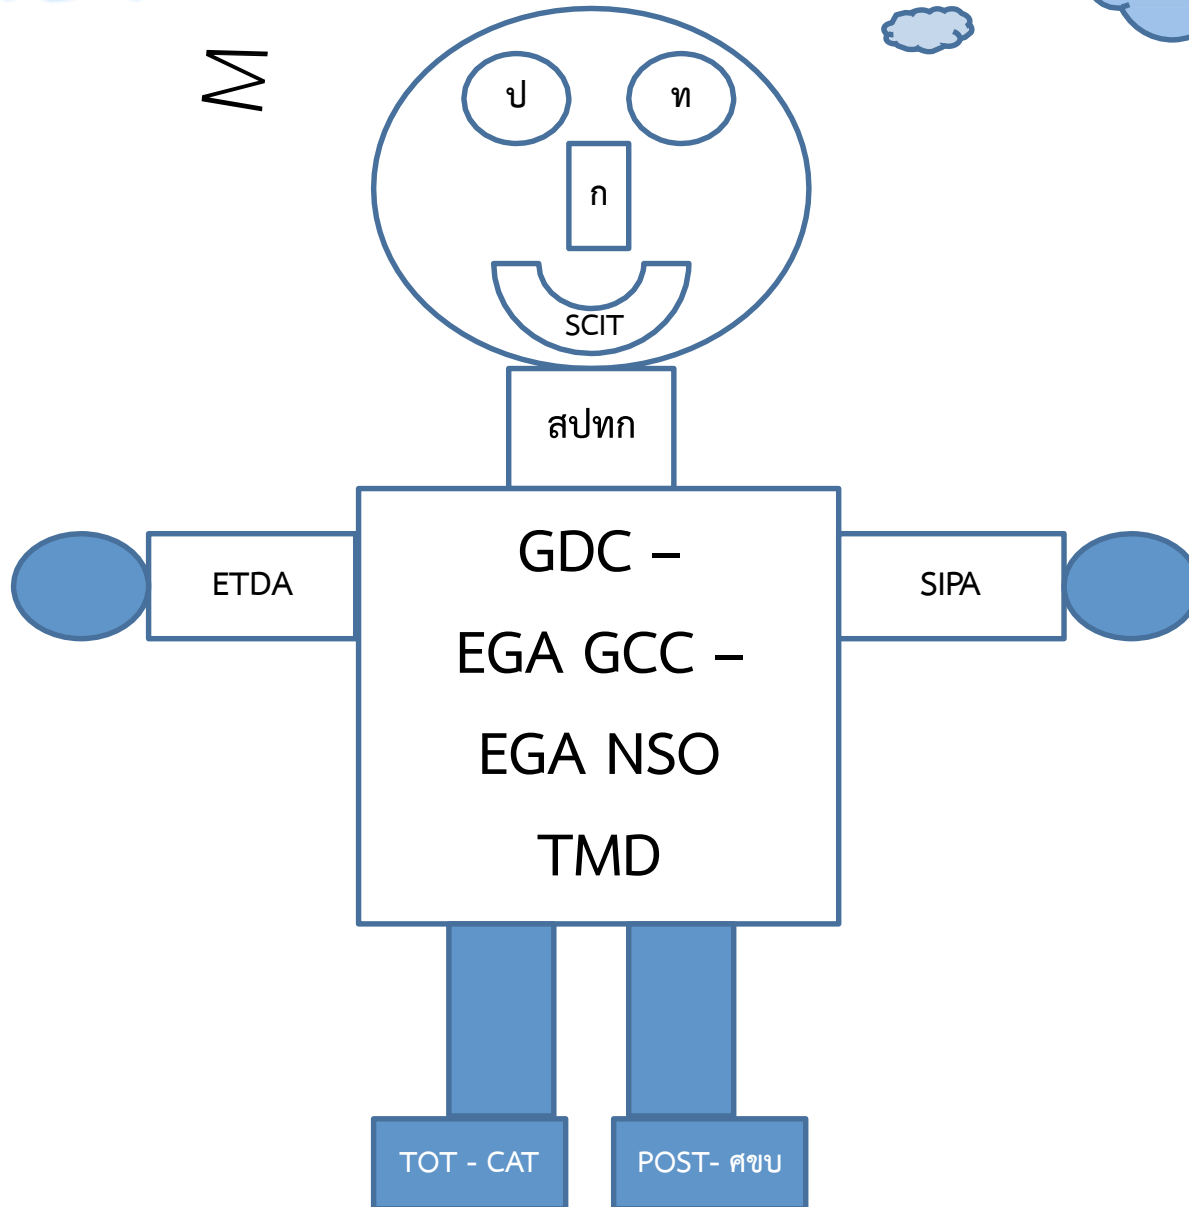 M
ป
ท
ก
SCIT
สปทก
ETDA
GDC –
EGA GCC –
EGA NSO
TMD
SIPA
TOT - CAT
POST- ศขบ